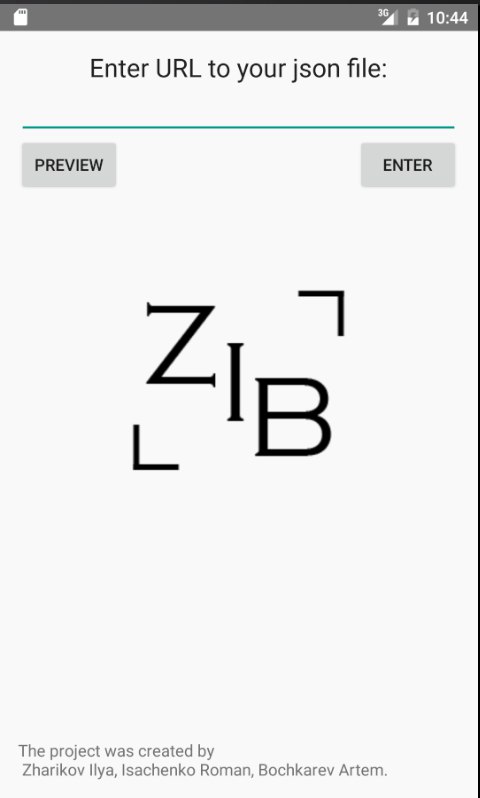 3G 10:44
Enter URL to your json file:
PREVIEW ENTER
ZIB
The project was created by
Zharikov Ilya, Isachenko Roman, Bochkarev Artem.